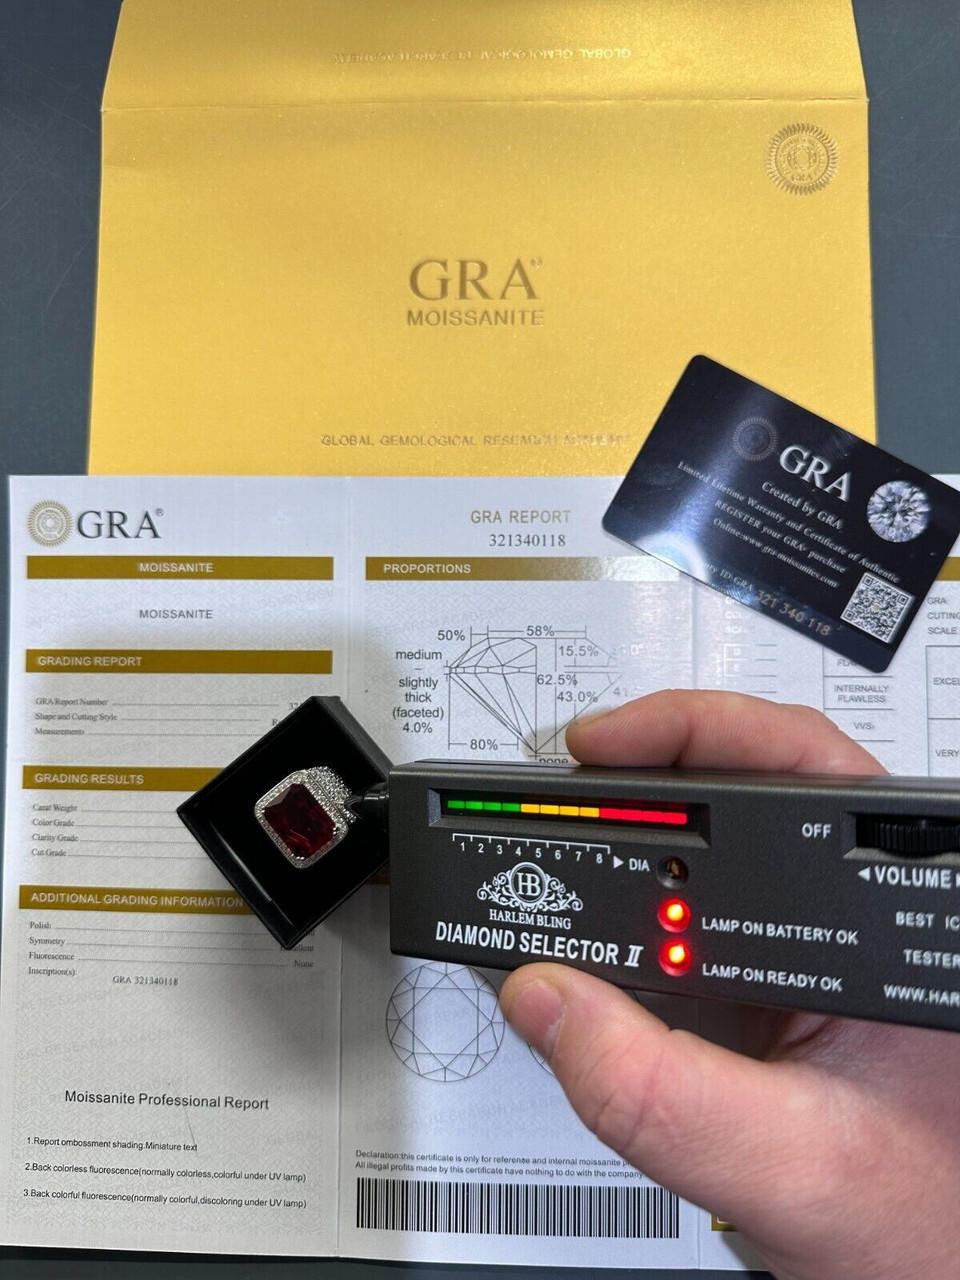 GRA®
MOISSANITE
GLOBAL GEMOLOGICAL RESEARCH ACADEMY
GRA
GRA
Created by GRA
Limited Lifetime Warranty and Certificate of Authentic
REGISTER your GRA® purchase
Online:www.gra-moissanites.com
ID:GRA 321 340 118
GRA®
MOISSANITE
MOISSANITE
GRADING REPORT
GRA Report Number
Shape and Cutting Style
Measurements
GRADING RESULTS
Carat Weight
Color Grade
Clarity Grade
Cut Grade
ADDITIONAL GRADING INFORMATION
Polish
Symmetry
Fluorescence None
Inscription(s):
GRA 321340118
Moissanite Professional Report
1.Report ombossment shading.Miniature text
2.Back colorless fluorescence(normally colorless,colorful under UV lamp)
3.Back colorful fluorescence(normally colorful,discoloring under UV lamp)
GRA REPORT
321340118
PROPORTIONS
50% 58%
medium
15.5%
slightly
thick
(faceted)
4.0%
62.5%
43.0%
80%
none
GRA
CUTING
SCALE
INTERNALLY
FLAWLESS
VVS
VERY
1 2 3 4 5 6 7 8 ▶ DIA
HB
HARLEM BLING
DIAMOND SELECTOR II
OFF
◀VOLUME
LAMP ON BATTERY OK
LAMP ON READY OK
BEST IC
TESTER
WWW.HAR
Declaration:this certificate is only for reference and internal moissanite
All illegal profits made by this certificate have nothing to do with the company